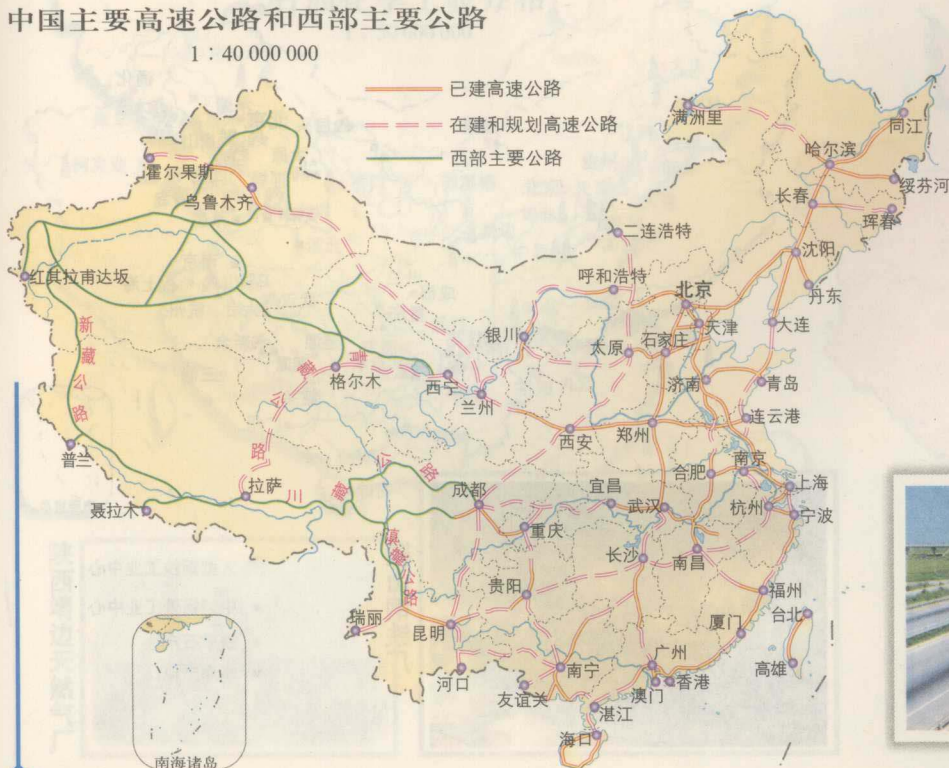 中国主要高速公路和西部主要公路
1：40 000 000
已建高速公路
在建和规划高速公路
西部主要公路
满洲里
同江
哈尔滨
绥芬河
长春
珲春
霍尔果斯
乌鲁木齐
二连浩特
沈阳
红其拉甫达坂
呼和浩特
北京
丹东
天津
大连
新藏公路
银川
太原
石家庄
青藏公路
格尔木
西宁
济南
青岛
兰州
连云港
西安
郑州
普兰
南京
合肥
拉萨
川藏公路
成都
宜昌
武汉
上海
杭州
宁波
聂拉木
重庆
滇藏公路
长沙
南昌
贵阳
福州
瑞丽
昆明
厦门
台北
广州
高雄
河口
南宁
友谊关
澳门
香港
湛江
海口
南海诸岛